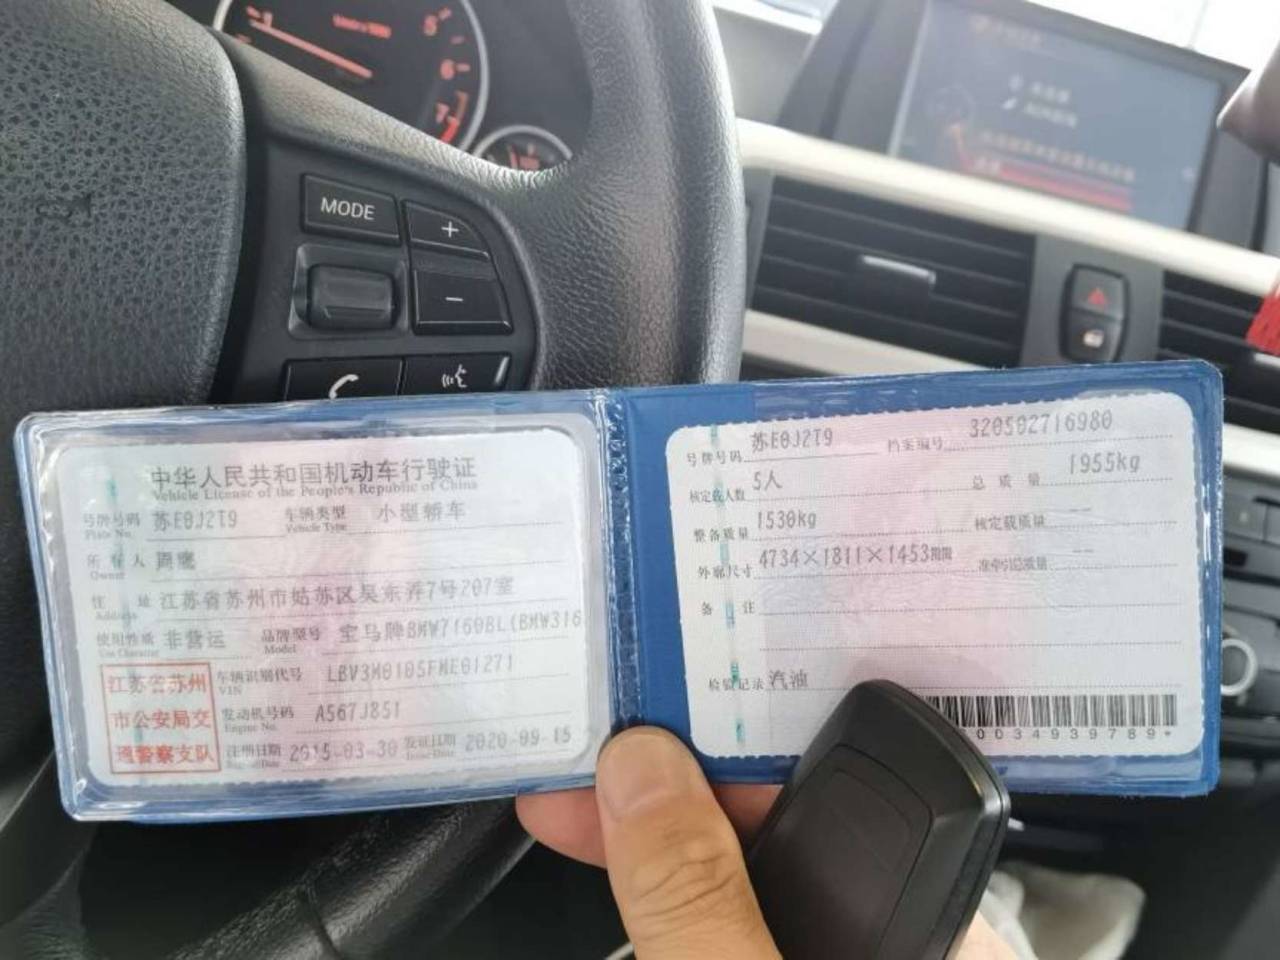 5
6
7
MODE
+
−
中华人民共和国机动车行驶证
Vehicle License of the People's Republic of China
号牌号码 苏E0J2T9 车辆类型 小型轿车
Plate No. Vehicle Type
所有人 周鹰
Owner
住 址 江苏省苏州市姑苏区吴东弄7号207室
Address
使用性质 非营运 品牌型号 宝马牌BMW7160BL(BMW316
Use Character Model
江苏省苏州
市公安局交
通警察支队
车辆识别代号 LBV3M0105FME01271
VIN
发动机号码 A567J851
Engine No.
注册日期 2015-03-30 发证日期 2020-09-15
Issue Date
号牌号码 苏E0J2T9 档案编号 320502716980
核定载人数 5人 总质量 1955kg
整备质量 1530kg 核定载质量 --
外廓尺寸 4734×1811×1453 准牵引总质量 --
备 注
检验记录 汽油
0034939789*